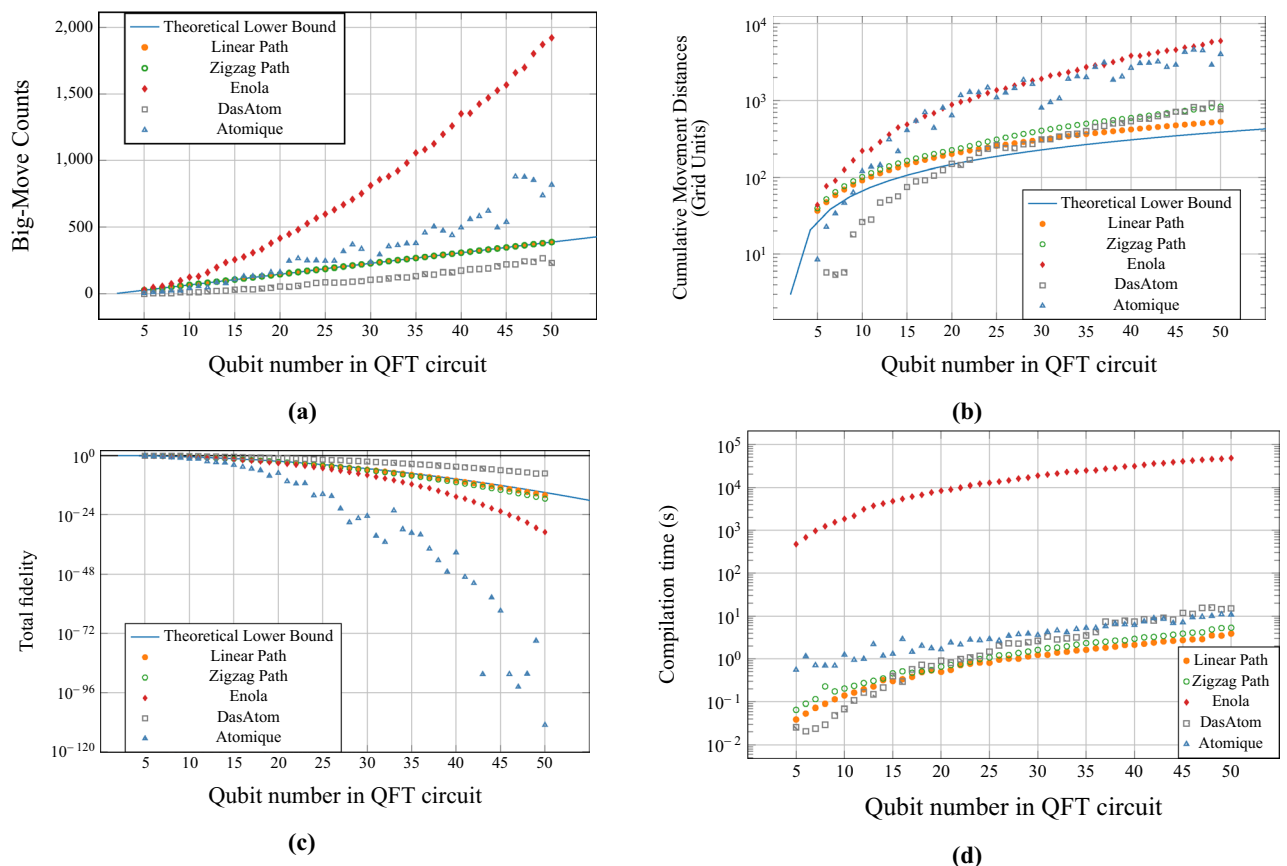 Big-Move Counts
2,000
1,500
1,000
500
0
Theoretical Lower Bound
Linear Path
Zigzag Path
Enola
DasAtom
Atomique
5 10 15 20 25 30 35 40 45 50
Qubit number in QFT circuit
(a)
Cumulative Movement Distances
(Grid Units)
10^4
10^3
10^2
10^1
Theoretical Lower Bound
Linear Path
Zigzag Path
Enola
DasAtom
Atomique
5 10 15 20 25 30 35 40 45 50
Qubit number in QFT circuit
(b)
Total fidelity
10^0
10^−24
10^−48
10^−72
10^−96
10^−120
Theoretical Lower Bound
Linear Path
Zigzag Path
Enola
DasAtom
Atomique
5 10 15 20 25 30 35 40 45 50
Qubit number in QFT circuit
(c)
Compilation time (s)
10^5
10^4
10^3
10^2
10^1
10^0
10^−1
10^−2
Linear Path
Zigzag Path
Enola
DasAtom
Atomique
5 10 15 20 25 30 35 40 45 50
Qubit number in QFT circuit
(d)